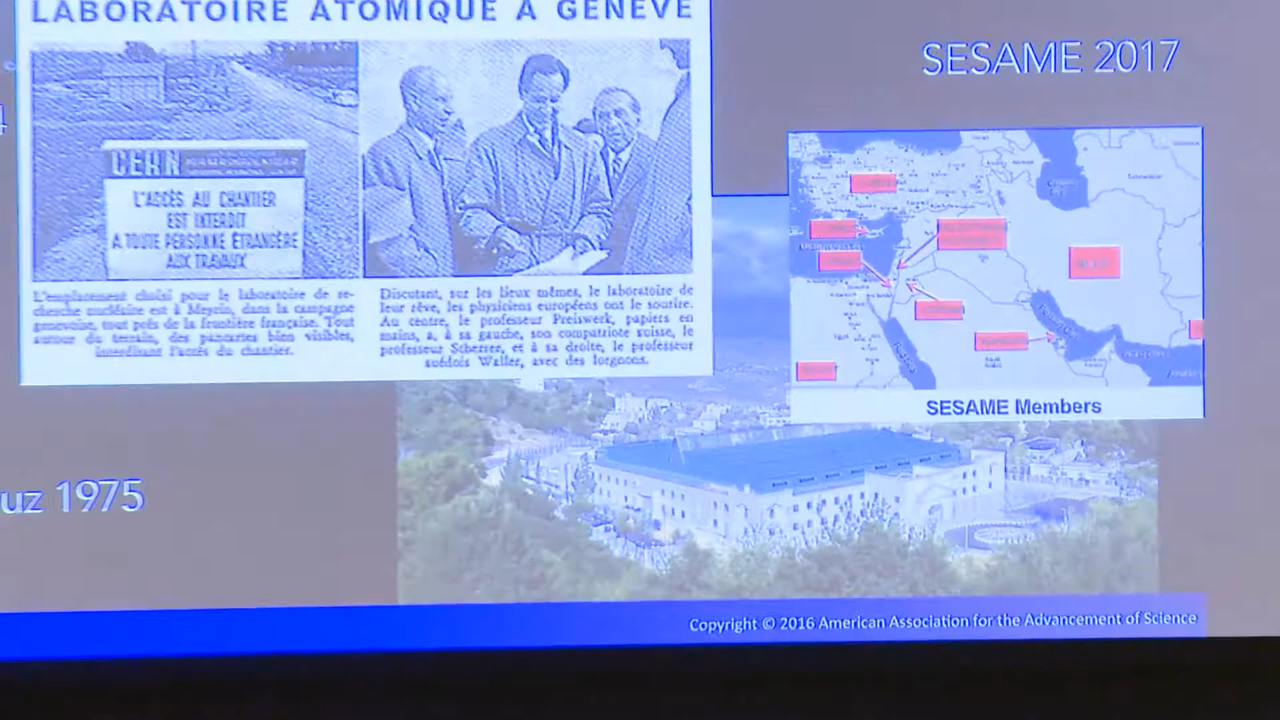 LABORATOIRE ATOMIQUE A GENÈVE
SESAME 2017
4
CERN
L'ACCÈS AU CHANTIER
EST INTERDIT
A TOUTE PERSONNE ÉTRANGÈRE
AUX TRAVAUX
L'emplacement choisi pour le laboratoire de re-
cherche nucléaire est à Meyrin, dans la campagne
genevoise, tout près de la frontière française. Tout
autour du terrain, des pancartes bien visibles,
interdisant l'accès du chantier.
Discutant, sur les lieux mêmes, le laboratoire de
leur rêve, les physiciens européens ont le sourire.
Au centre, le professeur Preiswerk, papiers en
mains, a, à sa gauche, son compatriote suisse, le
professeur Scherrer, et à sa droite, le professeur
suédois Waller, avec des lorgnons.
SESAME Members
uz 1975
Copyright © 2016 American Association for the Advancement of Science